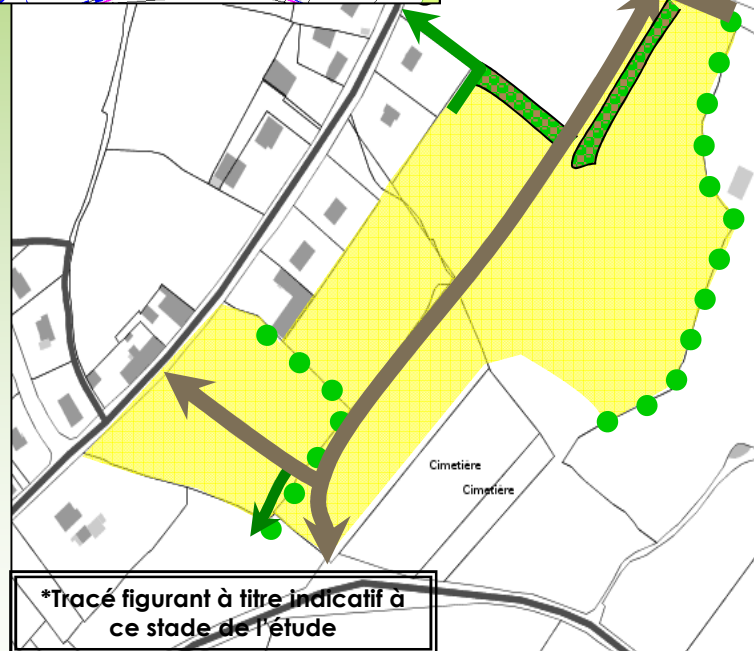 Cimetière
Cimetière
*Tracé figurant à titre indicatif à
ce stade de l'étude